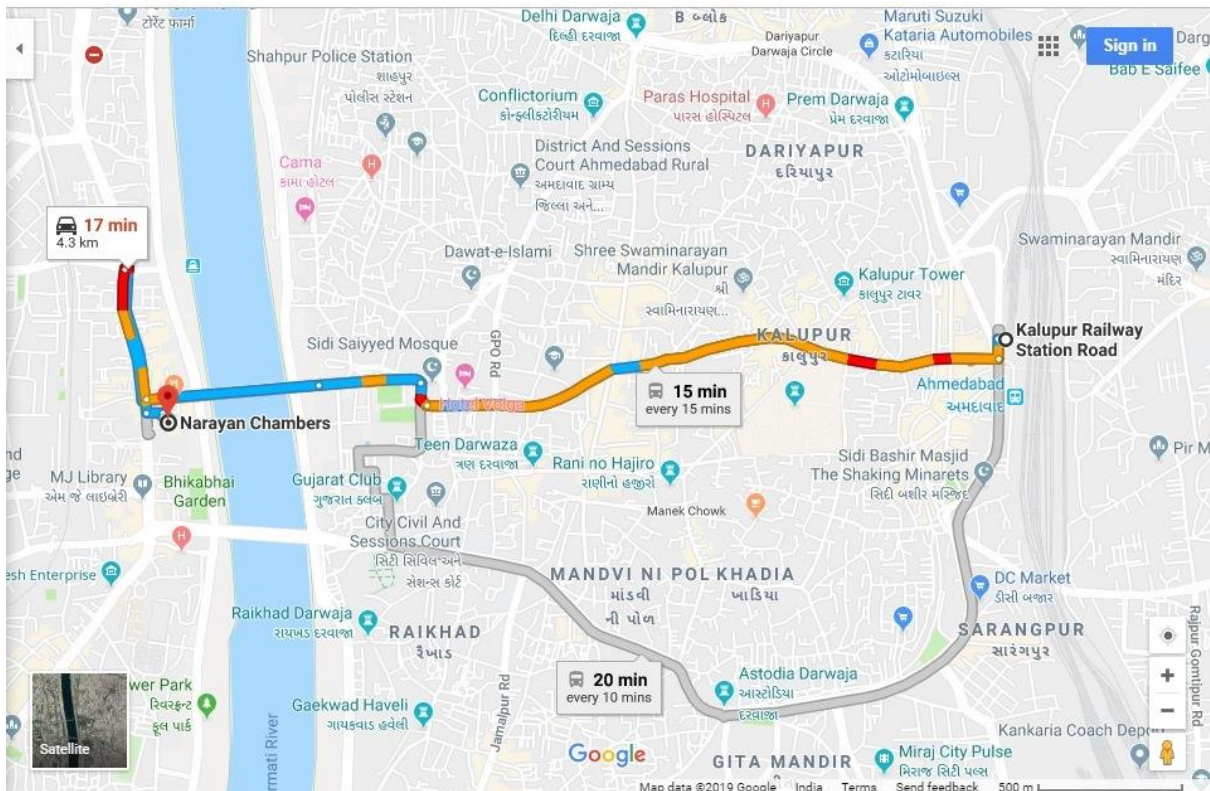 ટોરેંટ ફાર્મા
Delhi Darwaja
દિલ્હી દરવાજા
B બ્લોક
Dariyapur
Darwaja Circle
Maruti Suzuki
Kataria Automobiles
કટારિયા
ઓટોમોબાઇલ્સ
Sign in
Darg
Bab E Saifee
Shahpur Police Station
શાહપુર
પોલીસ સ્ટેશન
Conflictorium
કોન્ફ્લીકટોરીયમ
Paras Hospital
પારસ હોસ્પિટલ
Prem Darwaja
પ્રેમ દરવાજા
District And Sessions
Court Ahmedabad Rural
અમદાવાદ ગ્રામ્ય
જિલ્લા અને...
DARIYAPUR
દરિયાપુર
Cama
કામા હોટલ
17 min
4.3 km
Dawat-e-Islami
Shree Swaminarayan
Mandir Kalupur
શ્રી
સ્વામિનારાયણ...
Kalupur Tower
કાલુપુર ટાવર
Swaminarayan Mandir
સ્વામિનારાયણ
મંદિર
GPO Rd
Sidi Saiyyed Mosque
KALUPUR
કાલુપુર
Kalupur Railway
Station Road
15 min
every 15 mins
Ahmedabad
અમદાવાદ
Hotel Volga
Narayan Chambers
Teen Darwaza
ત્રણ દરવાજા
Rani no Hajiro
રાણીનો હજીરો
Sidi Bashir Masjid
The Shaking Minarets
સિદી બશીર મસ્જિદ
Pir M
nd
ge
MJ Library
એમ જે લાઇબ્રેરી
Bhikabhai
Garden
Gujarat Club
ગુજરાત ક્લબ
Manek Chowk
City Civil And
Sessions Court
સિટી સિવિલ અને
સેશન્સ કોર્ટ
esh Enterprise
MANDVI NI POL
માંડવી
ની પોળ
KHADIA
ખાડિયા
DC Market
ડીસી બજાર
Raikhad Darwaja
રાયખડ દરવાજા
RAIKHAD
રૈખાડ
SARANGPUR
સારંગપુર
Rajpur Gomtipur Rd
20 min
every 10 mins
Astodia Darwaja
આસ્ટોડિયા
દરવાજા
ower Park
રિવરફ્રન્ટ
ફૂલ પાર્ક
Gaekwad Haveli
ગાયકવાડ હવેલી
Jamalpur Rd
Satellite
rmati River
Google
GITA MANDIR
Miraj City Pulse
મિરાજ સિટી પલ્સ
Kankaria Coach Depot
Map data ©2019 Google India Terms Send feedback 500 m